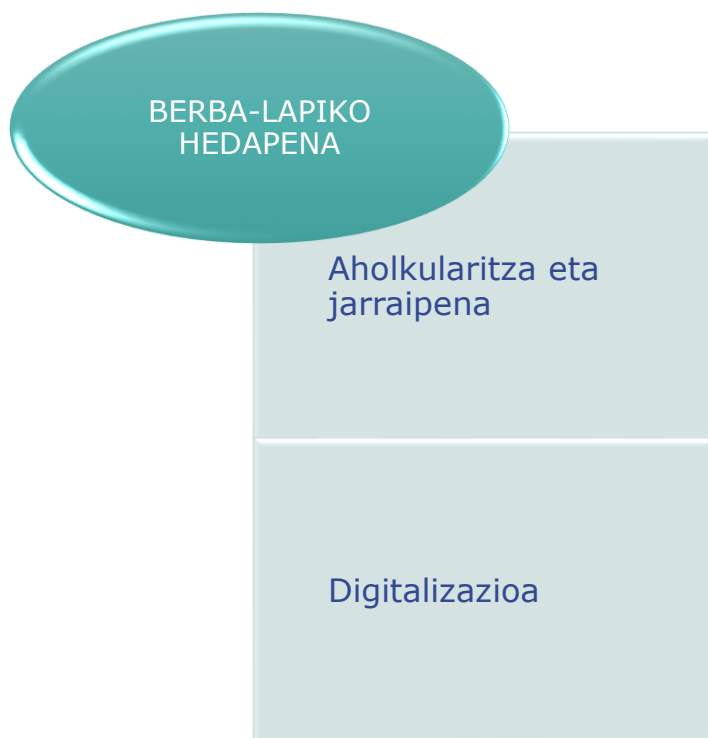 BERBA-LAPIKO
HEDAPENA
Aholkularitza eta
jarraipena
Digitalizazioa